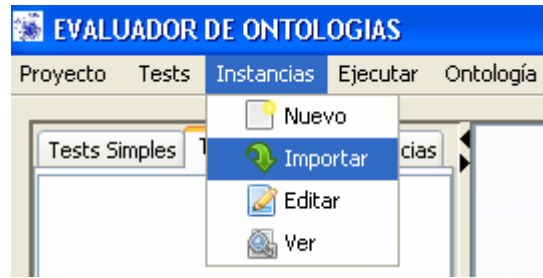 EVALUADOR DE ONTOLOGIAS
Proyecto Tests Instancias Ejecutar Ontología
Nuevo
Tests Simples
Importar
Editar
Ver